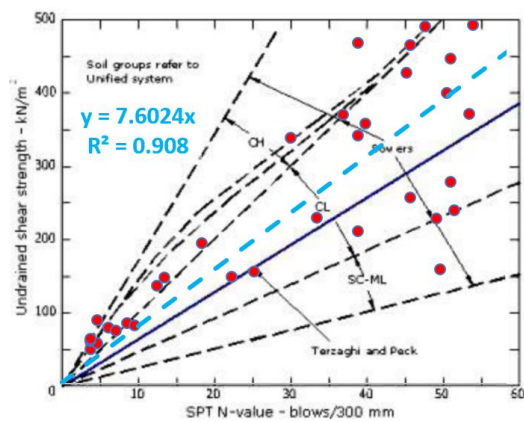 500
400
300
200
100
0
Undrained shear strength - kN/m²
Soil groups refer to
Unified system
y = 7.6024x
R² = 0.908
CH
CL
Sowers
SC-ML
Terzaghi and Peck
0 10 20 30 40 50 60
SPT N-value - blows/300 mm